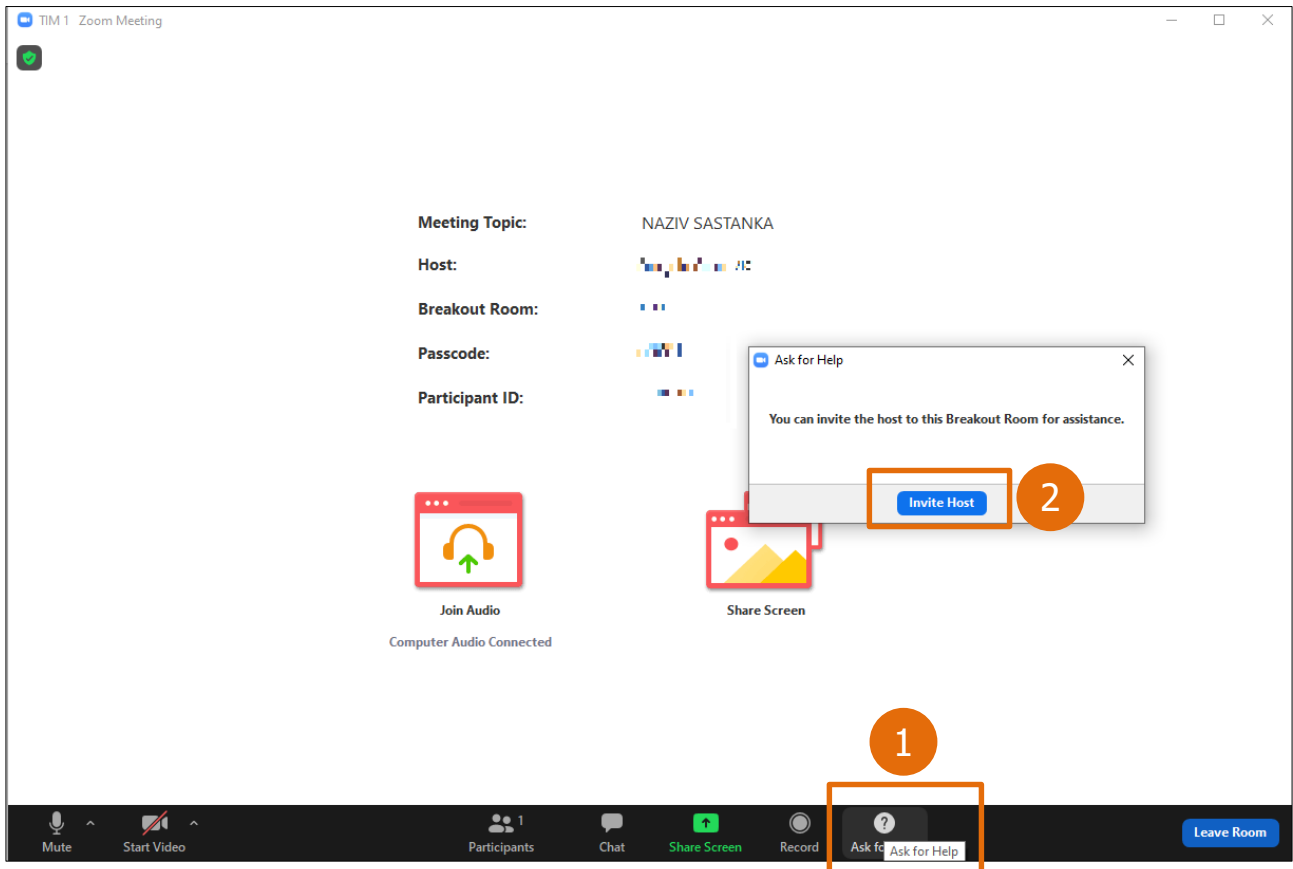 TIM 1 Zoom Meeting
Meeting Topic: NAZIV SASTANKA
Host:
Breakout Room:
Passcode:
Participant ID:
Ask for Help
You can invite the host to this Breakout Room for assistance.
Invite Host
2
Join Audio
Computer Audio Connected
Share Screen
1
Mute
Start Video
1
Participants
Chat
Share Screen
Record
Ask fo
Ask for Help
Leave Room